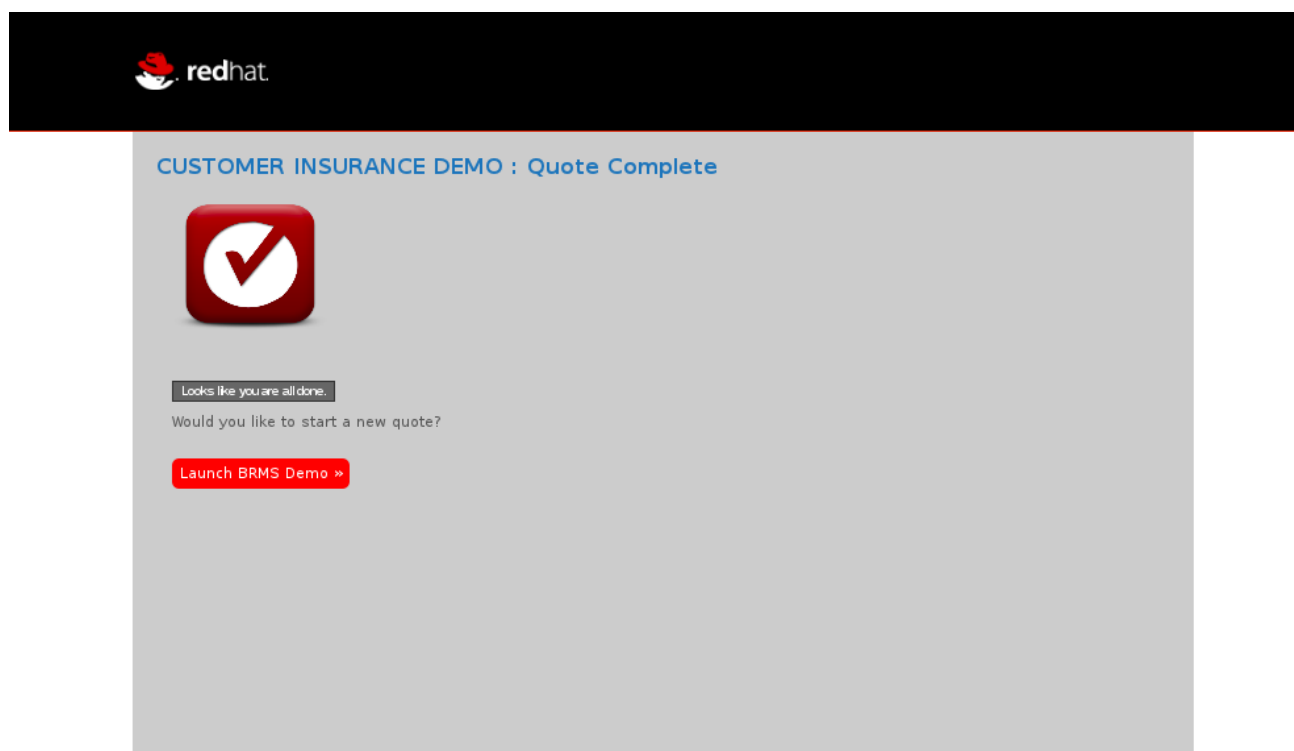 redhat.
CUSTOMER INSURANCE DEMO : Quote Complete
Looks like you are all done.
Would you like to start a new quote?
Launch BRMS Demo »